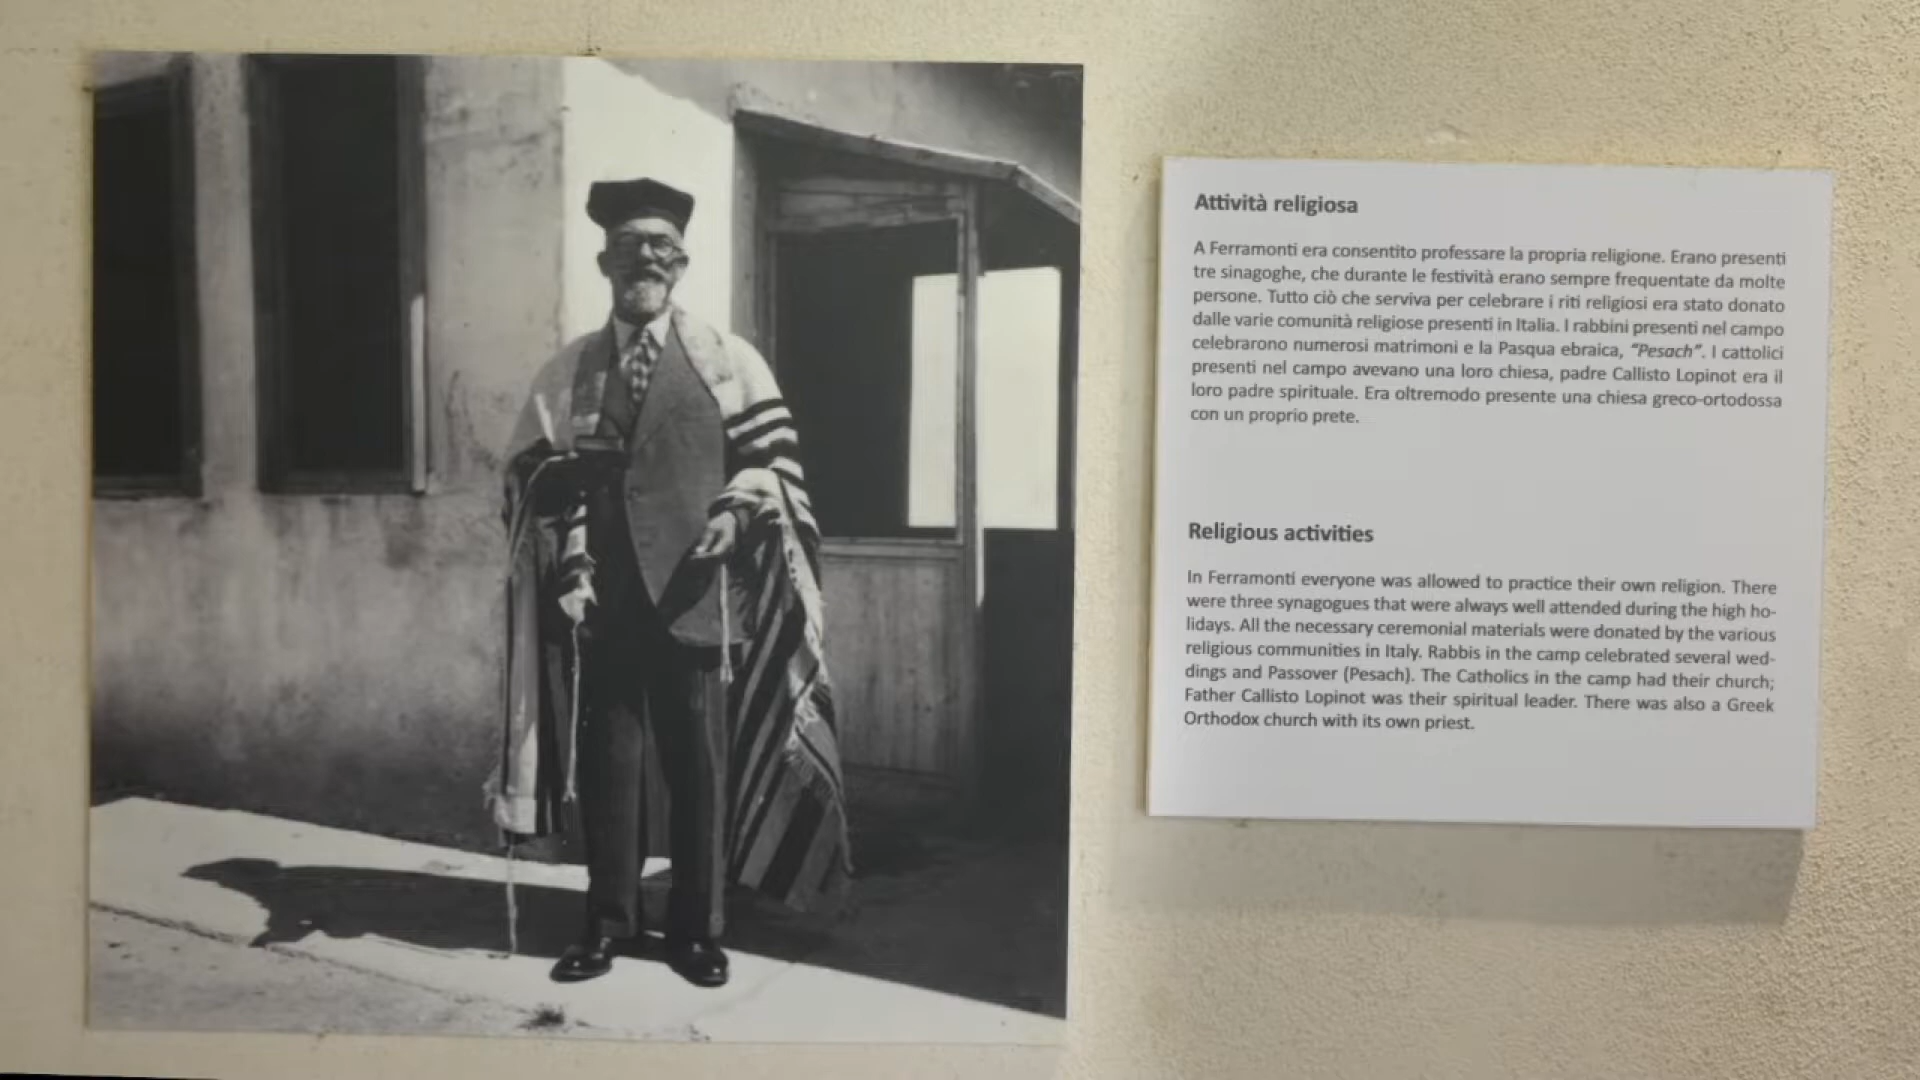 Attività religiosa
A Ferramonti era consentito professare la propria religione. Erano presenti
tre sinagoghe, che durante le festività erano sempre frequentate da molte
persone. Tutto ciò che serviva per celebrare i riti religiosi era stato donato
dalle varie comunità religiose presenti in Italia. I rabbini presenti nel campo
celebrarono numerosi matrimoni e la Pasqua ebraica, “Pesach”. I cattolici
presenti nel campo avevano una loro chiesa, padre Callisto Lopinot era il
loro padre spirituale. Era oltremodo presente una chiesa greco-ortodossa
con un proprio prete.
Religious activities
In Ferramonti everyone was allowed to practice their own religion. There
were three synagogues that were always well attended during the high ho-
lidays. All the necessary ceremonial materials were donated by the various
religious communities in Italy. Rabbis in the camp celebrated several wed-
dings and Passover (Pesach). The Catholics in the camp had their church;
Father Callisto Lopinot was their spiritual leader. There was also a Greek
Orthodox church with its own priest.